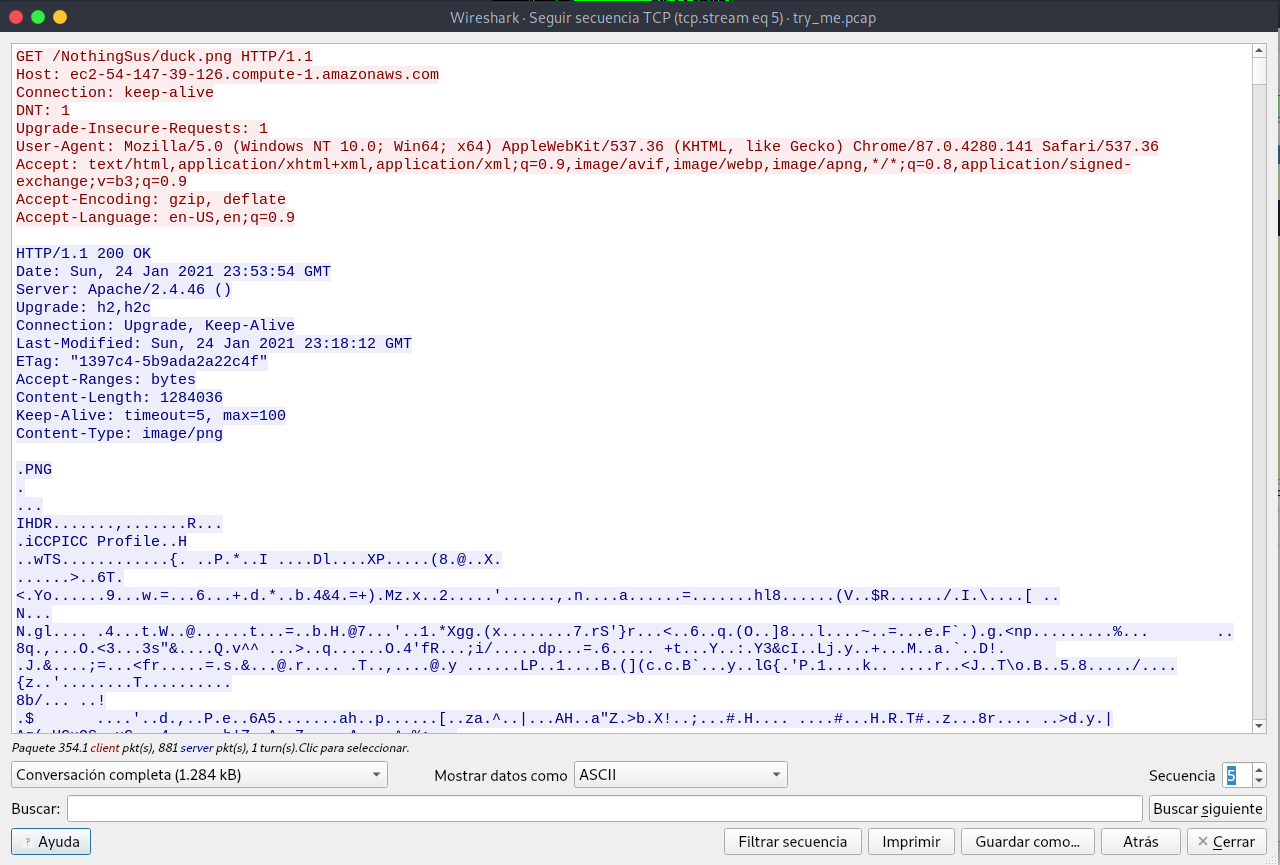 Wireshark · Seguir secuencia TCP (tcp.stream eq 5) · try_me.pcap
GET /NothingSus/duck.png HTTP/1.1
Host: ec2-54-147-39-126.compute-1.amazonaws.com
Connection: keep-alive
DNT: 1
Upgrade-Insecure-Requests: 1
User-Agent: Mozilla/5.0 (Windows NT 10.0; Win64; x64) AppleWebKit/537.36 (KHTML, like Gecko) Chrome/87.0.4280.141 Safari/537.36
Accept: text/html,application/xhtml+xml,application/xml;q=0.9,image/avif,image/webp,image/apng,*/*;q=0.8,application/signed-
exchange;v=b3;q=0.9
Accept-Encoding: gzip, deflate
Accept-Language: en-US,en;q=0.9
HTTP/1.1 200 OK
Date: Sun, 24 Jan 2021 23:53:54 GMT
Server: Apache/2.4.46 ()
Upgrade: h2,h2c
Connection: Upgrade, Keep-Alive
Last-Modified: Sun, 24 Jan 2021 23:18:12 GMT
ETag: "1397c4-5b9ada2a22c4f"
Accept-Ranges: bytes
Content-Length: 1284036
Keep-Alive: timeout=5, max=100
Content-Type: image/png
.PNG
.
...
IHDR.......,.......R...
.iCCPICC Profile..H
..wTS............{. ..P.*..I ....Dl....XP.....(8.@..X.
......>..6T.
<.Yo......9...w.=...6...+.d.*..b.4&4.=+).Mz.x..2.....'......,.n....a......=.......hl8......(V..$R....../.I.\....[ ..
N...
N.gl.... .4...t.W..@......t...=..b.H.@7...'..1.*Xgg.(x........7.rS'}r...<..6..q.(O..]8...l....~..=...e.F`.).g.<np.........%... ..
8q.,...O.<3...3s"&....Q.v^^ ...>..q......O.4'fR...;i/.....dp...=.6..... +t...Y..:.Y3&cI..Lj.y..+...M..a.`..D!.
.J.&....;=...<fr.....=.s.&...@.r.... .T..,....@.y ......LP..1....B.(](c.c.B`...y..lG{.'P.1....k.. ....r..<J..T\o.B..5.8...../....
{z..'........T..........
8b/... ..!
.$ ....'..d.,..P.e..6A5.......ah..p......[..za.^..|...AH..a"Z.>b.X!..;...#.H.... ....#...H.R.T#..z...8r.... ..>d.y.|
Paquete 354.1 client pkt(s), 881 server pkt(s), 1 turn(s).Clic para seleccionar.
Conversación completa (1.284 kB) Mostrar datos como ASCII Secuencia 5
Buscar: Buscar siguiente
Ayuda Filtrar secuencia Imprimir Guardar como... Atrás Cerrar